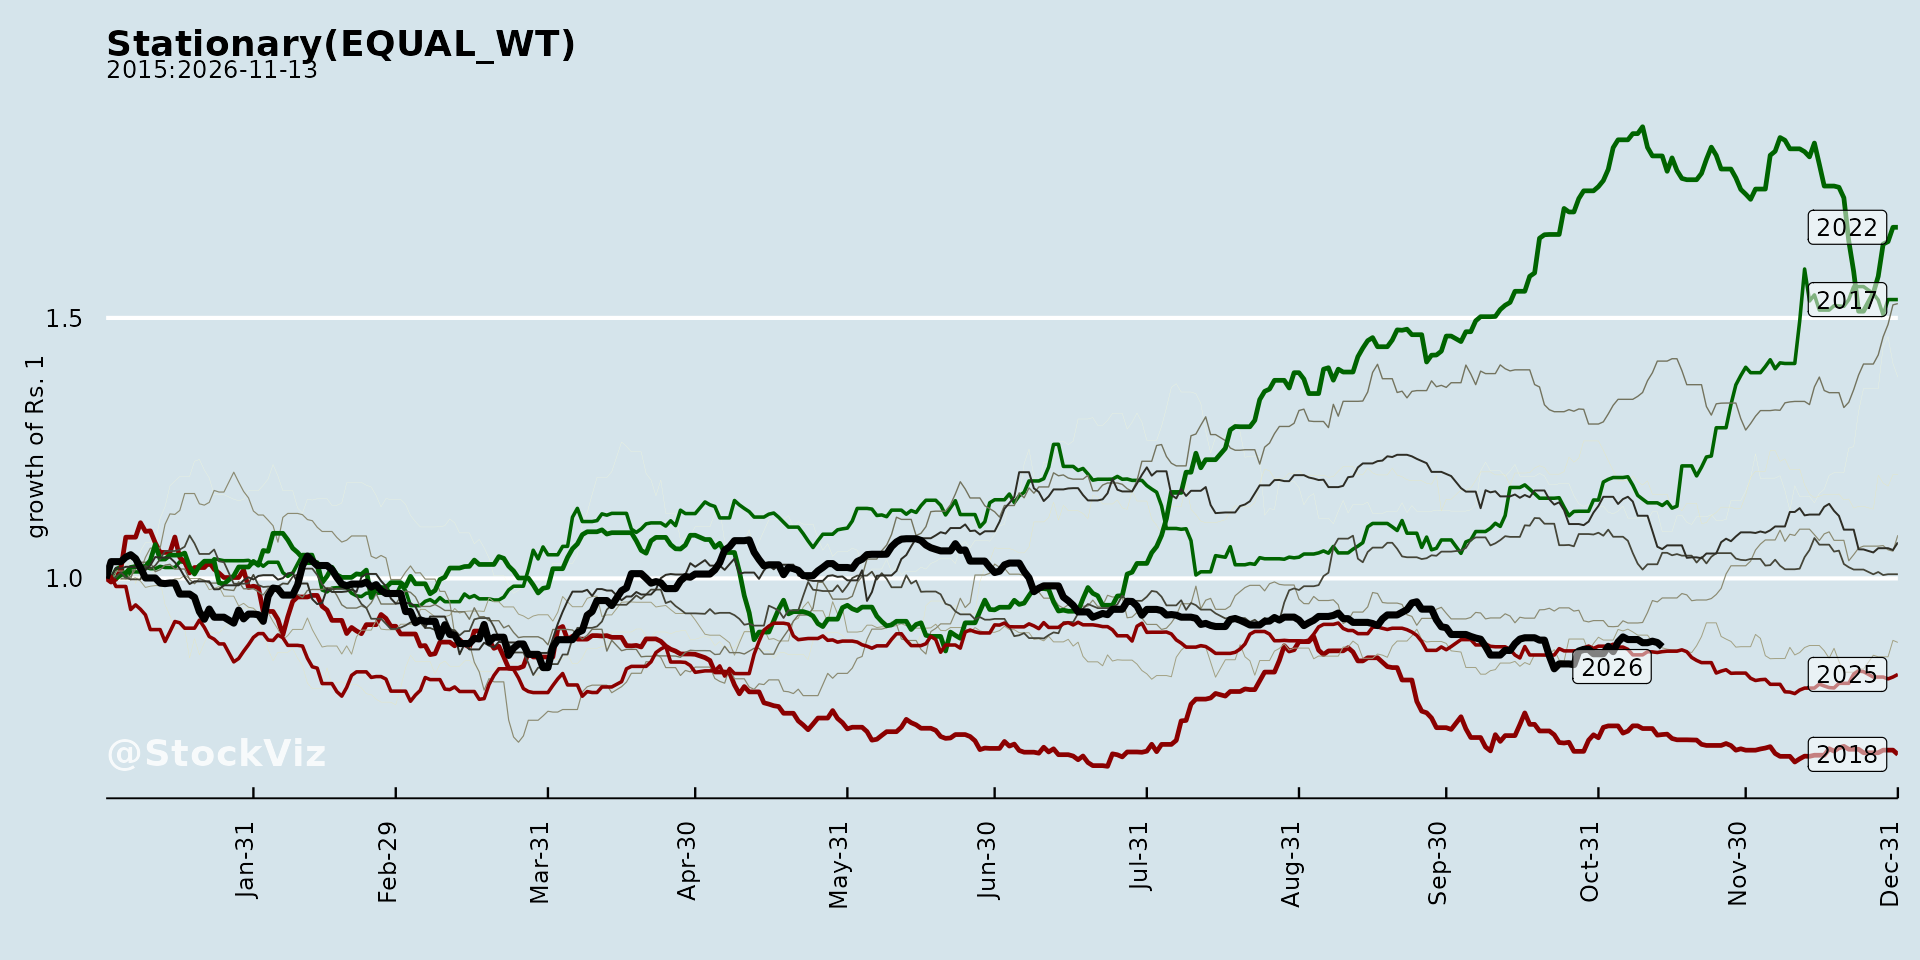 Stationary(EQUAL_WT)
2015:2026-11-13
growth of Rs. 1
1.5
1.0
2022
2017
2026
2025
2018
@StockViz
Jan-31
Feb-29
Mar-31
Apr-30
May-31
Jun-30
Jul-31
Aug-31
Sep-30
Oct-31
Nov-30
Dec-31